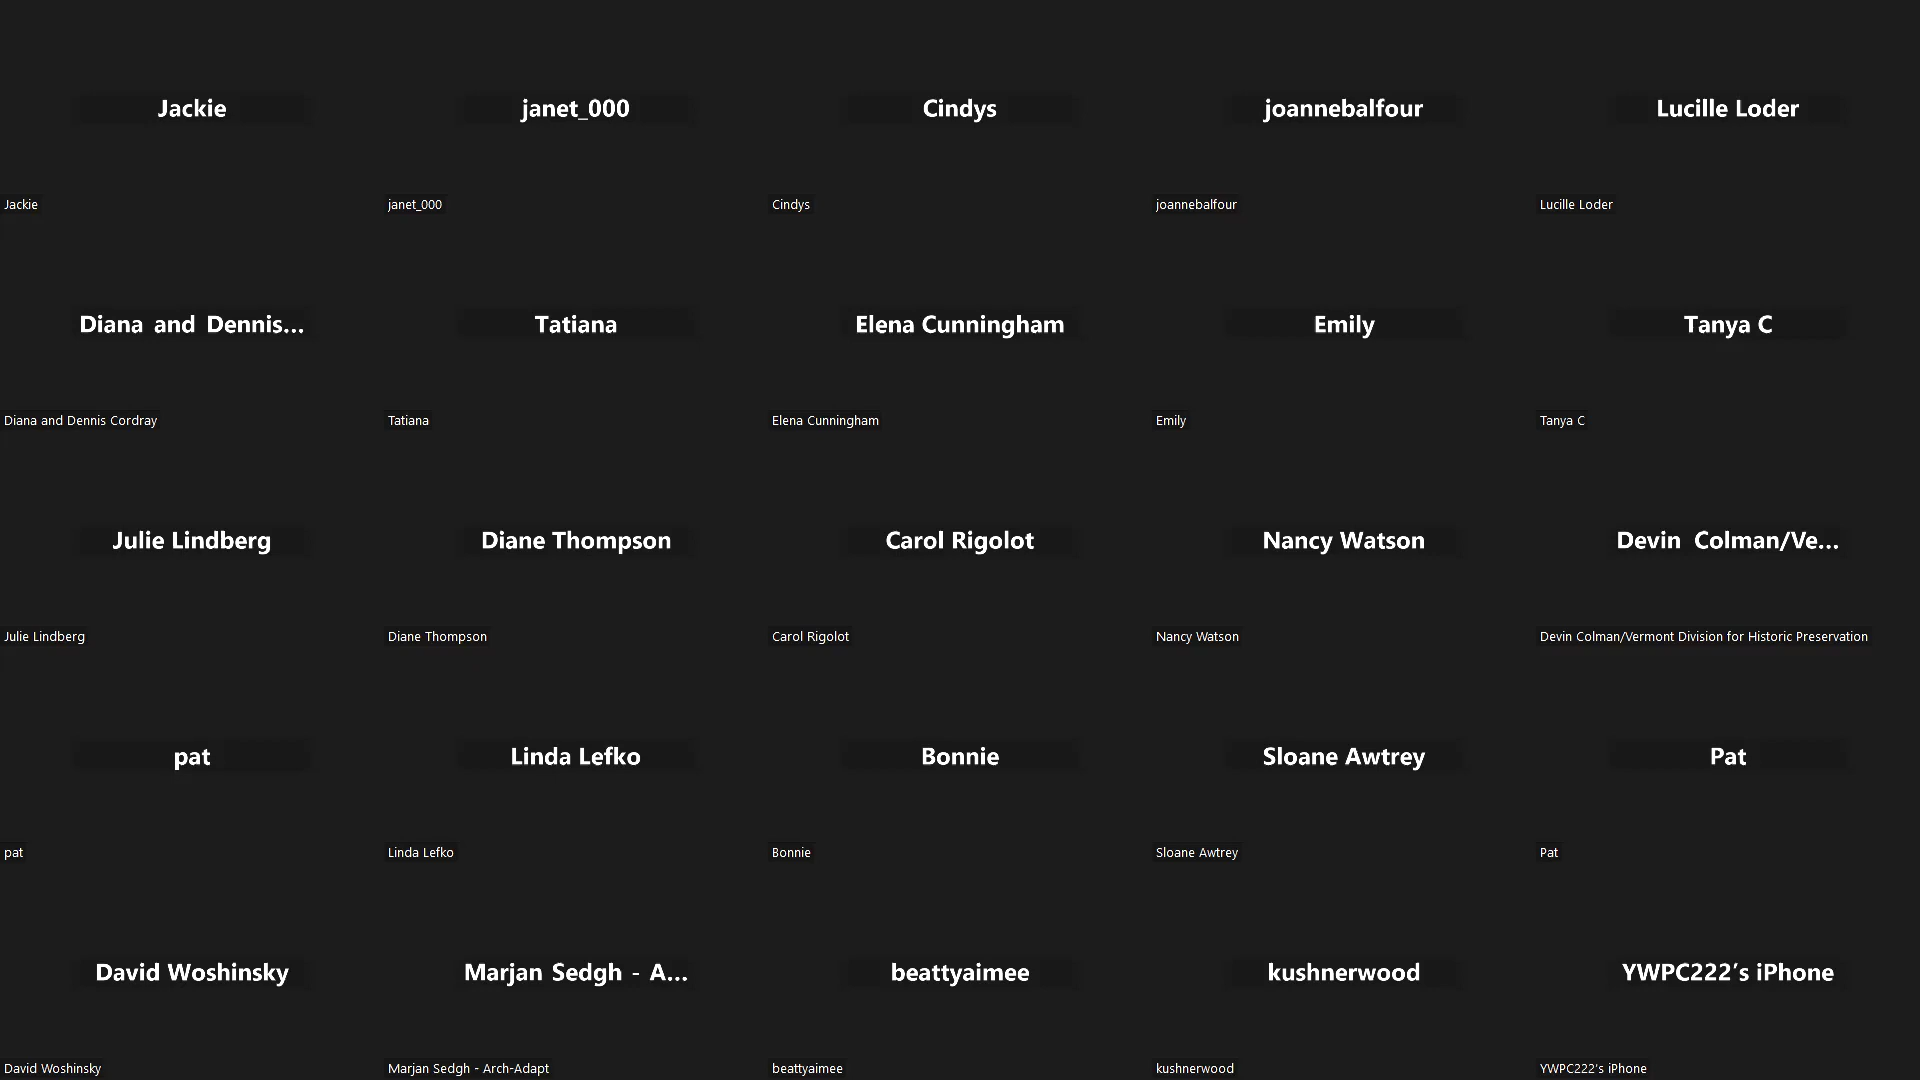 Jackie
janet_000
Cindys
joannebalfour
Lucille Loder
Jackie
janet_000
Cindys
joannebalfour
Lucille Loder
Diana and Dennis...
Tatiana
Elena Cunningham
Emily
Tanya C
Diana and Dennis Cordray
Tatiana
Elena Cunningham
Emily
Tanya C
Julie Lindberg
Diane Thompson
Carol Rigolot
Nancy Watson
Devin Colman/Ve...
Julie Lindberg
Diane Thompson
Carol Rigolot
Nancy Watson
Devin Colman/Vermont Division for Historic Preservation
pat
Linda Lefko
Bonnie
Sloane Awtrey
Pat
pat
Linda Lefko
Bonnie
Sloane Awtrey
Pat
David Woshinsky
Marjan Sedgh - A...
beattyaimee
kushnerwood
YWPC222’s iPhone
David Woshinsky
Marjan Sedgh - Arch-Adapt
beattyaimee
kushnerwood
YWPC222’s iPhone